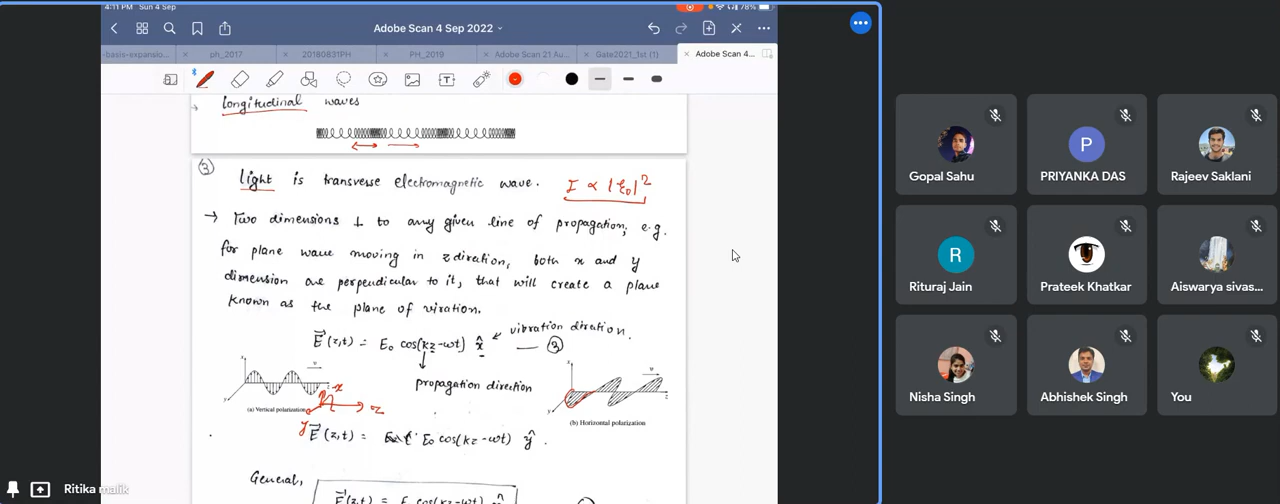 4:11 PM Sun 4 Sep
78%
Adobe Scan 4 Sep 2022
-basis-expansio...
ph_2017
20180831PH
PH_2019
Adobe Scan 21 Au...
Gate2021_1st (1)
Adobe Scan 4...
longitudinal waves
③ light is transverse electromagnetic wave. I ∝ |E₀|²
→ Two dimensions ⊥ to any given line of propagation, e.g.
for plane wave moving in z direction, both x and y
dimension are perpendicular to it, that will create a plane
known as the plane of viration.
vibration diration.
E⃗ (z,t) = E₀ cos(kz-ωt) x̂ — ③
propagation direction
x
y
z
v
(a) Vertical polarization
x
y
z
x
y
z
v
(b) Horizontal polarization
E⃗ (z,t) = E₀ cos(kz-ωt) ŷ.
General,
Gopal Sahu
P
PRIYANKA DAS
Rajeev Saklani
R
Rituraj Jain
Prateek Khatkar
Aiswarya sivas...
Nisha Singh
Abhishek Singh
You
Ritika malik